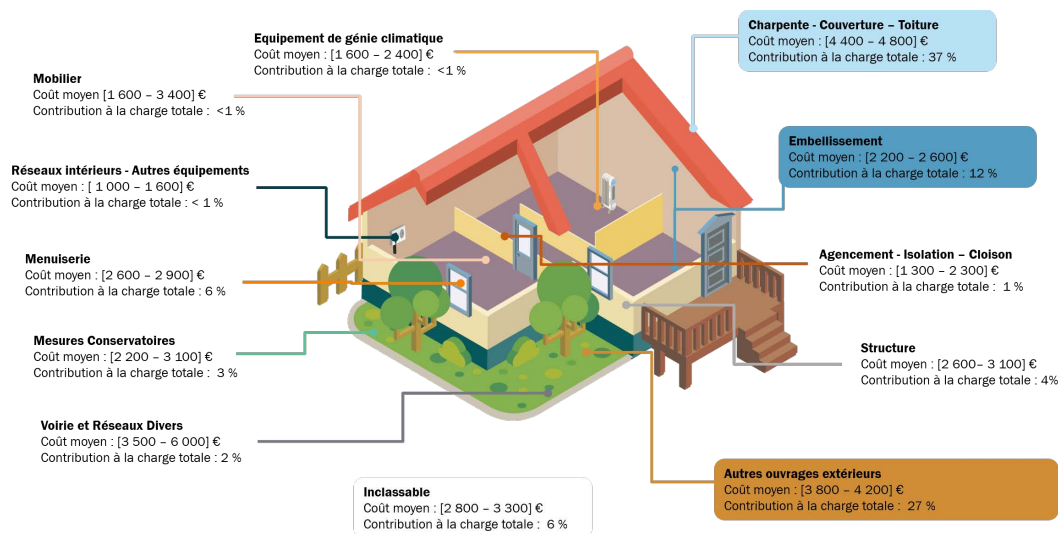 Equipement de génie climatique
Coût moyen : [1 600 – 2 400] €
Contribution à la charge totale :  <1 %
Charpente - Couverture – Toiture
Coût moyen : [4 400 – 4 800] €
Contribution à la charge totale : 37 %
Mobilier
Coût moyen [1 600 – 3 400] €
Contribution à la charge totale :  <1 %
Embellissement
Coût moyen : [2 200 – 2 600] €
Contribution à la charge totale : 12 %
Réseaux intérieurs - Autres équipements
Coût moyen : [ 1 000 – 1 600] €
Contribution à la charge totale : < 1 %
Menuiserie
Coût moyen : [2 600 – 2 900] €
Contribution à la charge totale : 6 %
Agencement - Isolation – Cloison
Coût moyen : [1 300 – 2 300] €
Contribution à la charge totale :  1 %
Mesures Conservatoires
Coût moyen : [2 200 – 3 100] €
Contribution à la charge totale :  3 %
Structure
Coût moyen : [2 600– 3 100] €
Contribution à la charge totale : 4%
Voirie et Réseaux Divers
Coût moyen : [3 500 – 6 000] €
Contribution à la charge totale : 2 %
Autres ouvrages extérieurs
Coût moyen : [3 800 – 4 200] €
Contribution à la charge totale :  27 %
Inclassable
Coût moyen : [2 800 – 3 300] €
Contribution à la charge totale :  6 %